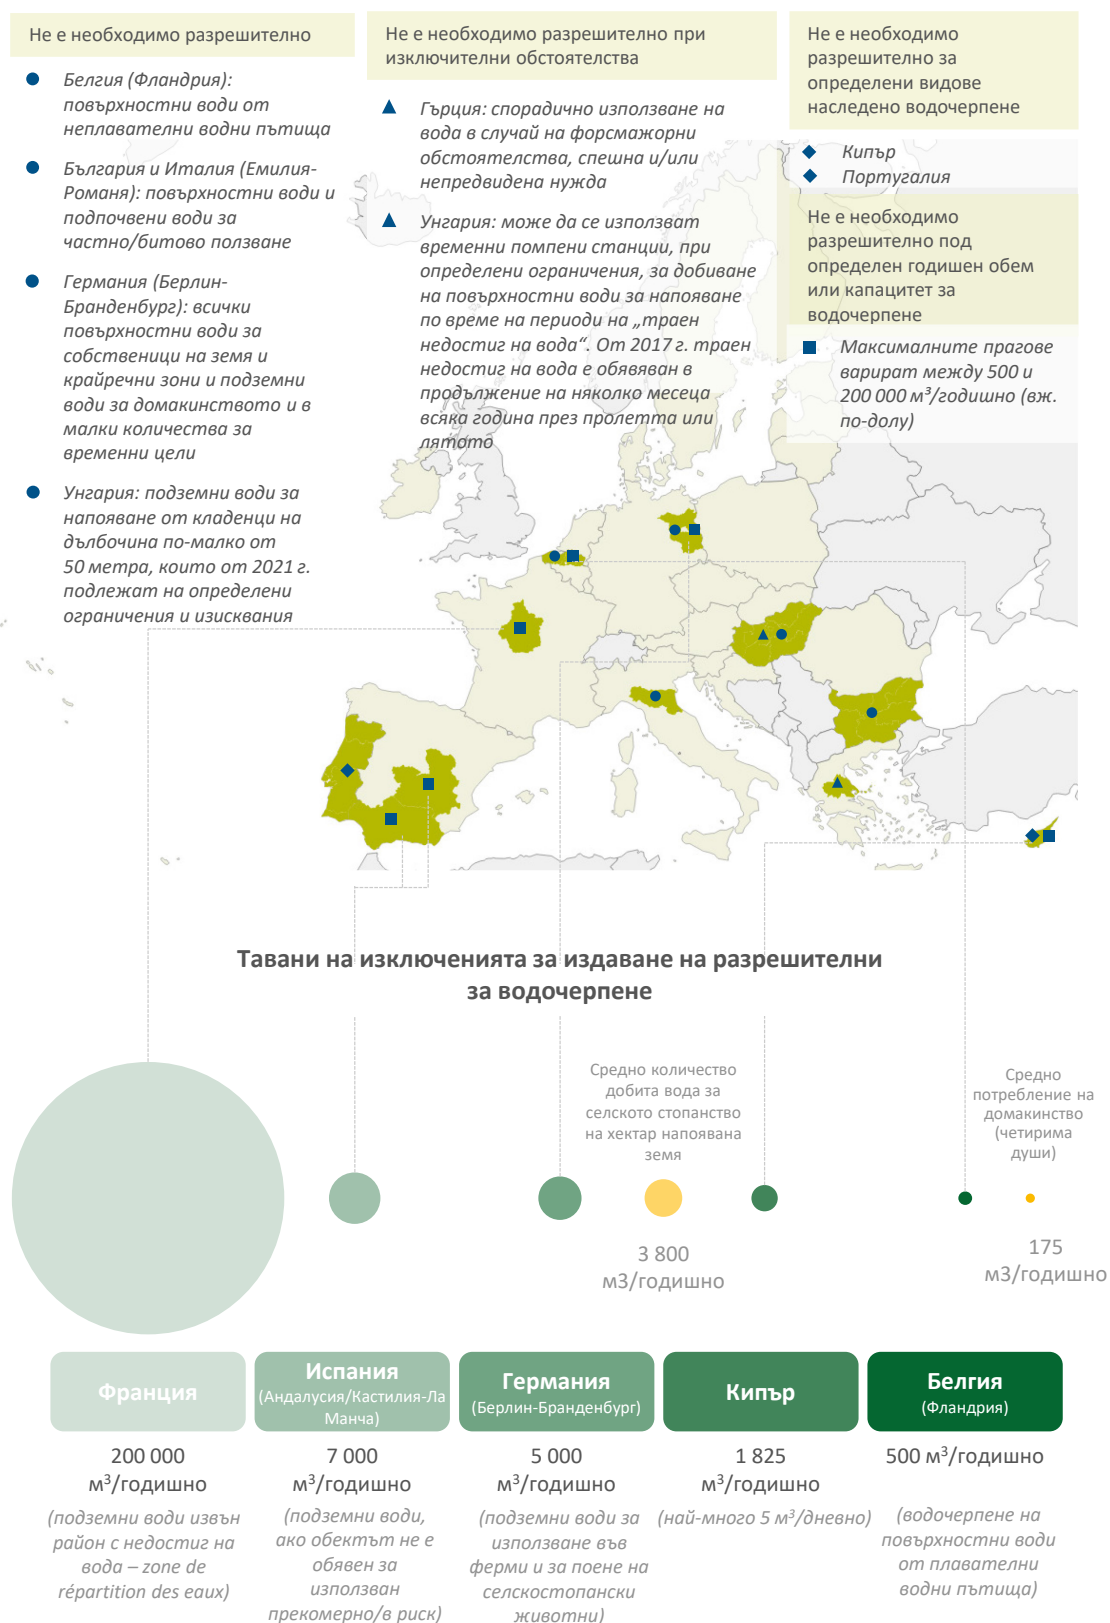 Не е необходимо разрешително
Белгия (Фландрия):
повърхностни води от
неплавателни водни пътища
България и Италия (Емилия-
Романя): повърхностни води и
подпочвени води за
частно/битово ползване
Германия (Берлин-
Бранденбург): всички
повърхностни води за
собственици на земя и
крайречни зони и подземни
води за домакинството и в
малки количества за
временни цели
Унгария: подземни води за
напояване от кладенци на
дълбочина по-малко от
50 метра, които от 2021 г.
подлежат на определени
ограничения и изисквания
Не е необходимо разрешително при
изключителни обстоятелства
Гърция: спорадично използване на
вода в случай на форсмажорни
обстоятелства, спешна и/или
непредвидена нужда
Унгария: може да се използват
временни помпени станции, при
определени ограничения, за добиване
на повърхностни води за напояване
по време на периоди на „траен
недостиг на вода“. От 2017 г. траен
недостиг на вода е обявяван в
продължение на няколко месеца
всяка година през пролетта или
лятото
Не е необходимо
разрешително за
определени видове
наследено водочерпене
Кипър
Португалия
Не е необходимо
разрешително под
определен годишен обем
или капацитет за
водочерпене
Максималните прагове
варират между 500 и
200 000 м³/годишно (вж.
по-долу)
Тавани на изключенията за издаване на разрешителни
за водочерпене
Средно количество
добита вода за
селското стопанство
на хектар напоявана
земя
3 800
м3/годишно
Средно
потребление на
домакинство
(четирима
души)
175
м3/годишно
Франция
200 000
м³/годишно
(подземни води извън
район с недостиг на
вода – zone de
répartition des eaux)
Испания
(Андалусия/Кастилия-Ла
Манча)
7 000
м³/годишно
(подземни води,
ако обектът не е
обявен за
използван
прекомерно/в риск)
Германия
(Берлин-Бранденбург)
5 000
м³/годишно
(подземни води за
използване във
ферми и за поене на
селскостопански
животни)
Кипър
1 825
м³/годишно
(най-много 5 м³/дневно)
Белгия
(Фландрия)
500 м³/годишно
(водочерпене на
повърхностни води
от плавателни
водни пътища)